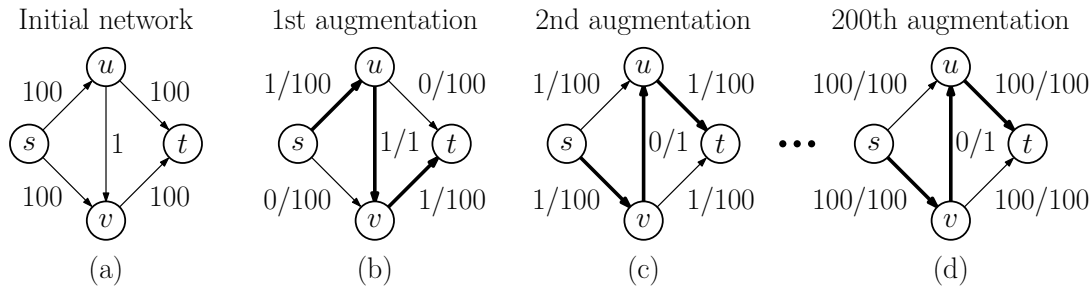 Initial network
100
u
100
s
1
t
100
v
100
(a)
1st augmentation
1/100
u
0/100
s
1/1
t
0/100
v
1/100
(b)
2nd augmentation
1/100
u
1/100
s
0/1
t
1/100
v
1/100
(c)
•••
200th augmentation
100/100
u
100/100
s
0/1
t
100/100
v
100/100
(d)